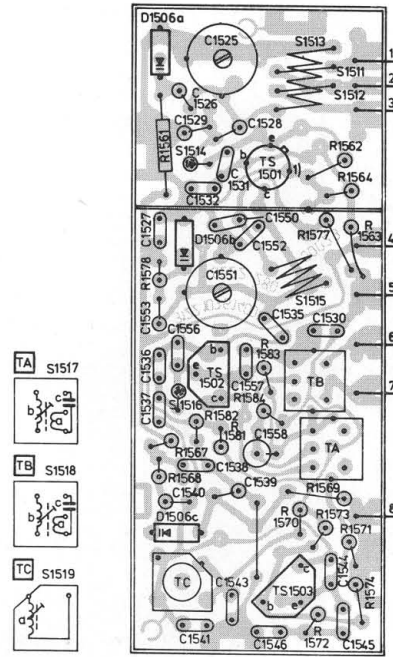 D1506a
C1525
S1513
S1511
S1512
1
2
3
C
1526
C1529
C1528
R1561
S1514
C
1531
C1532
TS
1501
e
b
c
1)
R1562
R1564
C1527
C1550
D1506b
C1552
R1577
R
1563
4
R1578
C1551
S1515
5
C1553
C1535
C1530
C1556
6
C1536
b
e
c
TS
1502
C1557
R
1583
TB
7
S1516
C1537
R1582
R1584
R
1581
C1558
TA
R1567
R1568
C1538
C1540
C1539
R1569
8
D1506c
R
1570
R1573
R1571
TC
C1543
TS1503
e
b
c
C1544
R1574
C1541
C1546
R
1572
C1545
TA
S1517
b
c
a
TB
S1518
b
c
a
TC
S1519
a